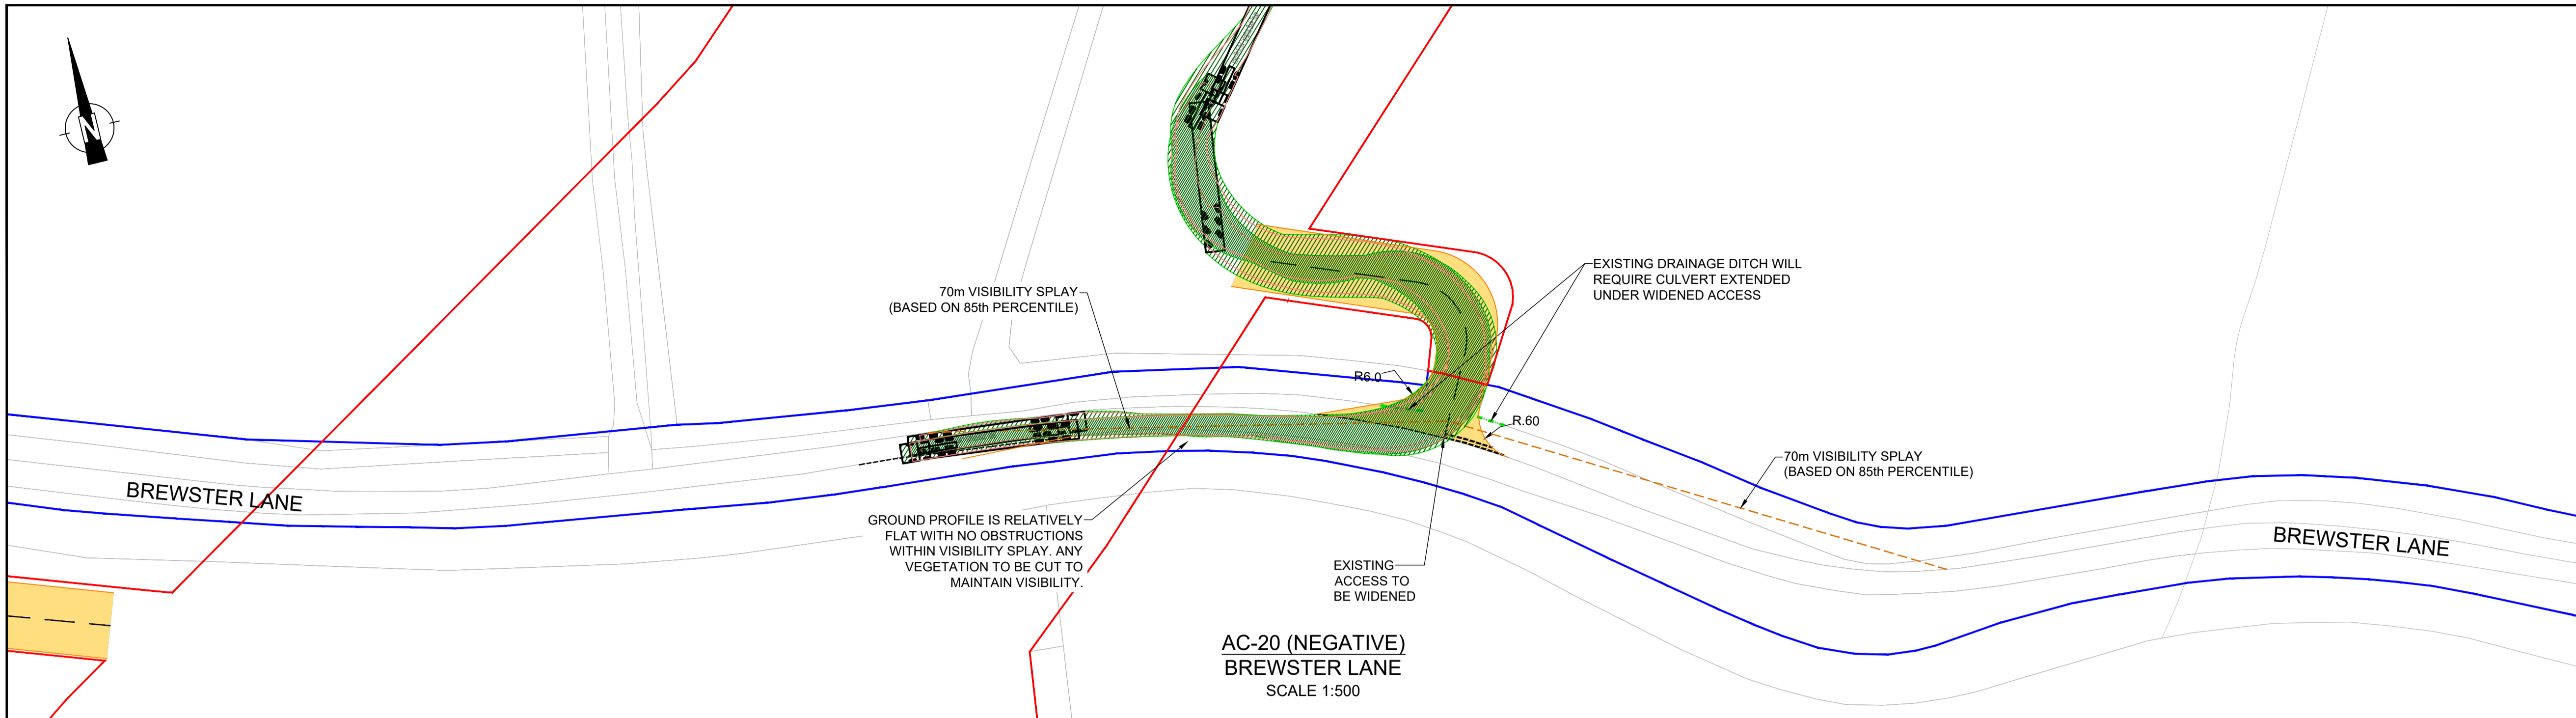 N
70m VISIBILITY SPLAY
(BASED ON 85th PERCENTILE)
EXISTING DRAINAGE DITCH WILL
REQUIRE CULVERT EXTENDED
UNDER WIDENED ACCESS
R6.0
R.60
70m VISIBILITY SPLAY
(BASED ON 85th PERCENTILE)
BREWSTER LANE
GROUND PROFILE IS RELATIVELY
FLAT WITH NO OBSTRUCTIONS
WITHIN VISIBILITY SPLAY. ANY
VEGETATION TO BE CUT TO
MAINTAIN VISIBILITY.
EXISTING
ACCESS TO
BE WIDENED
BREWSTER LANE
AC-20 (NEGATIVE)
BREWSTER LANE
SCALE 1:500